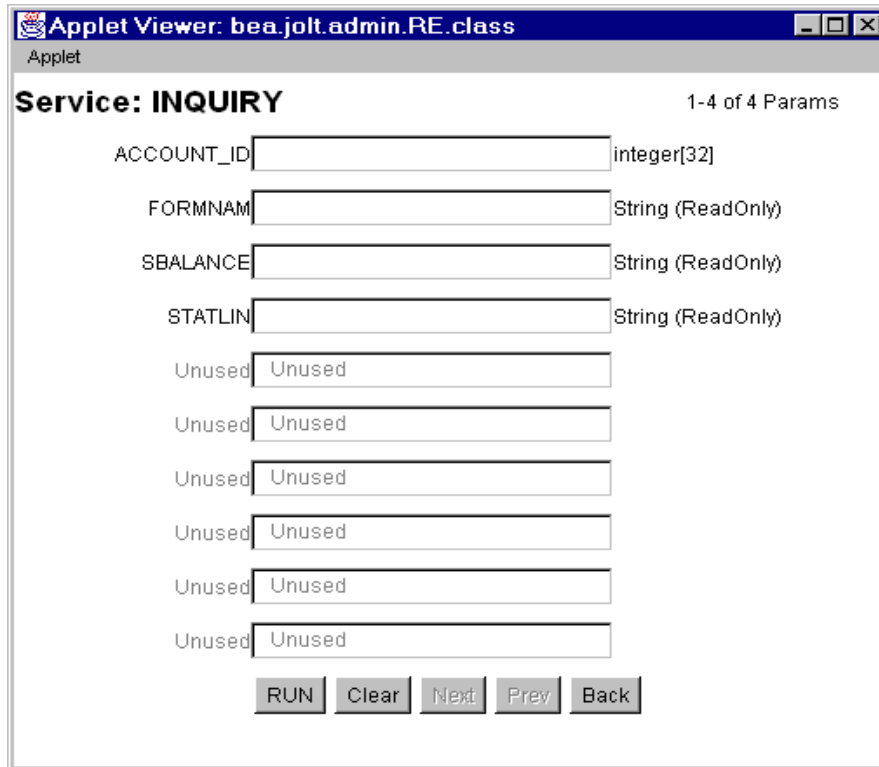 Applet Viewer: bea.jolt.admin.RE.class
Applet
Service: INQUIRY 1-4 of 4 Params
ACCOUNT_ID integer[32]
FORMNAM String (ReadOnly)
SBALANCE String (ReadOnly)
STATLIN String (ReadOnly)
Unused Unused
Unused Unused
Unused Unused
Unused Unused
Unused Unused
Unused Unused
RUN Clear Next Prev Back